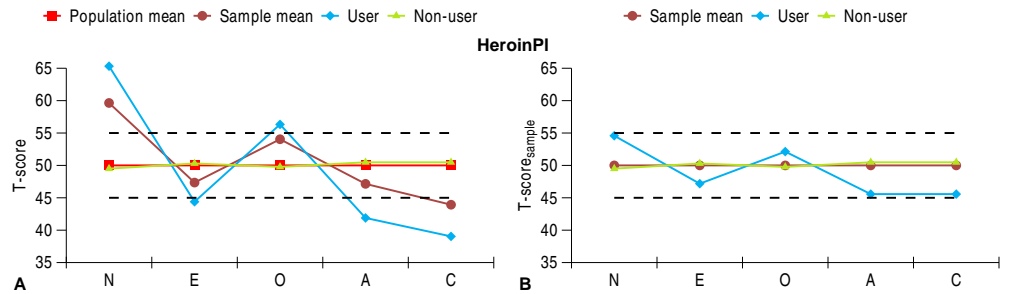 Population mean Sample mean User Non-user
Sample mean User Non-user
HeroinPI
65
60
55
50
45
40
35
T-score
N E O A C
A
65
60
55
50
45
40
35
T-score_sample
N E O A C
B